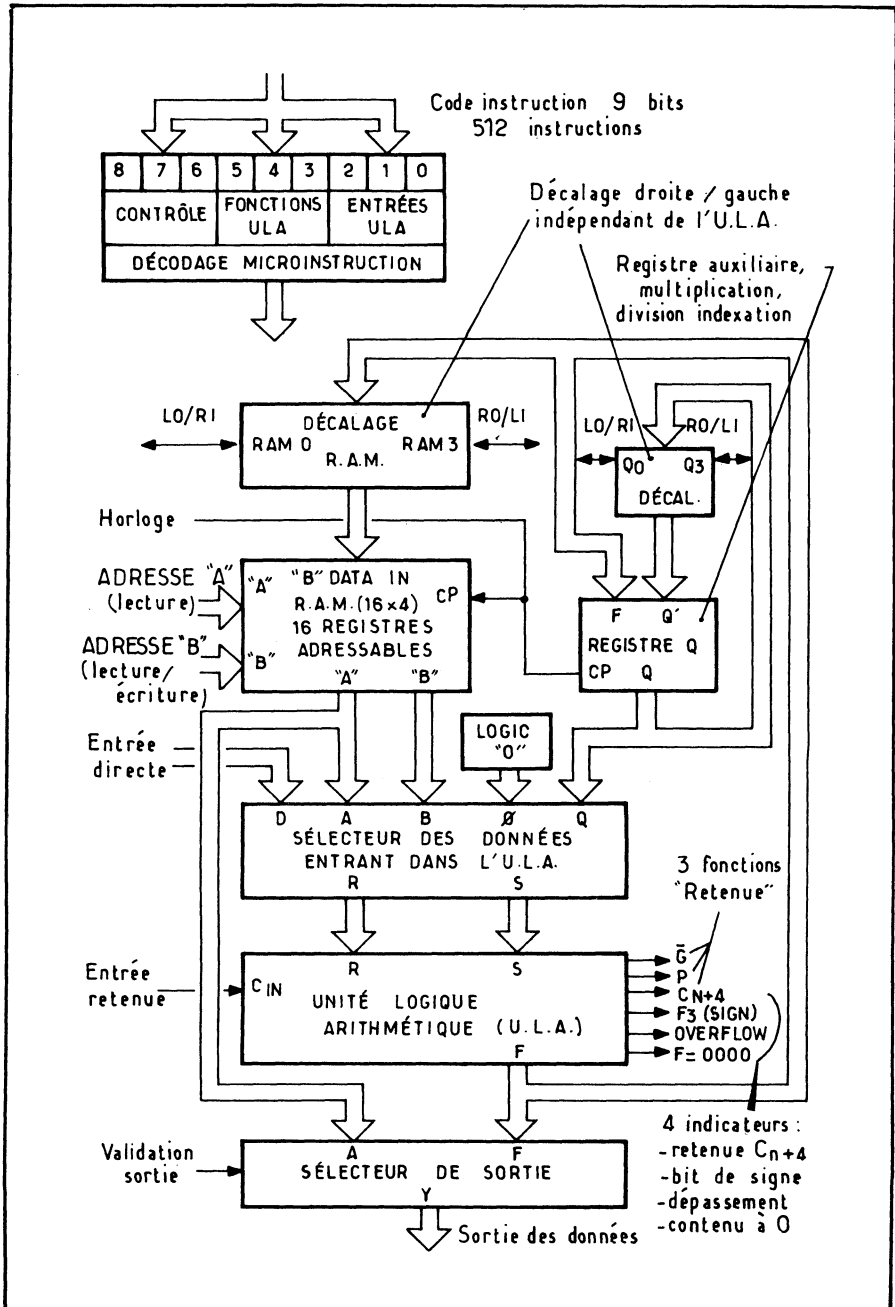 Code instruction 9 bits
512 instructions
8 7 6 5 4 3 2 1 0
CONTRÔLE
FONCTIONS
ULA
ENTRÉES
ULA
DÉCODAGE MICROINSTRUCTION
Décalage droite / gauche
indépendant de l'U.L.A.
Registre auxiliaire,
multiplication,
division indexation
LO/RI
DÉCALAGE
RAM 0 RAM 3
R.A.M.
RO/LI
LO/RI
RO/LI
Q0 Q3
DÉCAL.
Horloge
ADRESSE "A"
(lecture)
ADRESSE "B"
(lecture/
écriture)
"A" "B" DATA IN
R.A.M.(16×4) CP
16 REGISTRES
"B" ADRESSABLES
"A" "B"
F Q'
REGISTRE Q
CP Q
LOGIC
"0"
Entrée
directe
D A B Ø Q
SÉLECTEUR DES DONNÉES
ENTRANT DANS L'U.L.A.
R S
3 fonctions
"Retenue"
Entrée
retenue
R S
C IN
UNITÉ LOGIQUE
ARITHMÉTIQUE (U.L.A.)
F
G̅
P
CN+4
F3 (SIGN)
OVERFLOW
F= 0000
Validation
sortie
A F
SÉLECTEUR DE SORTIE
Y
Sortie des données
4 indicateurs :
-retenue Cn+4
-bit de signe
-dépassement
-contenu à 0